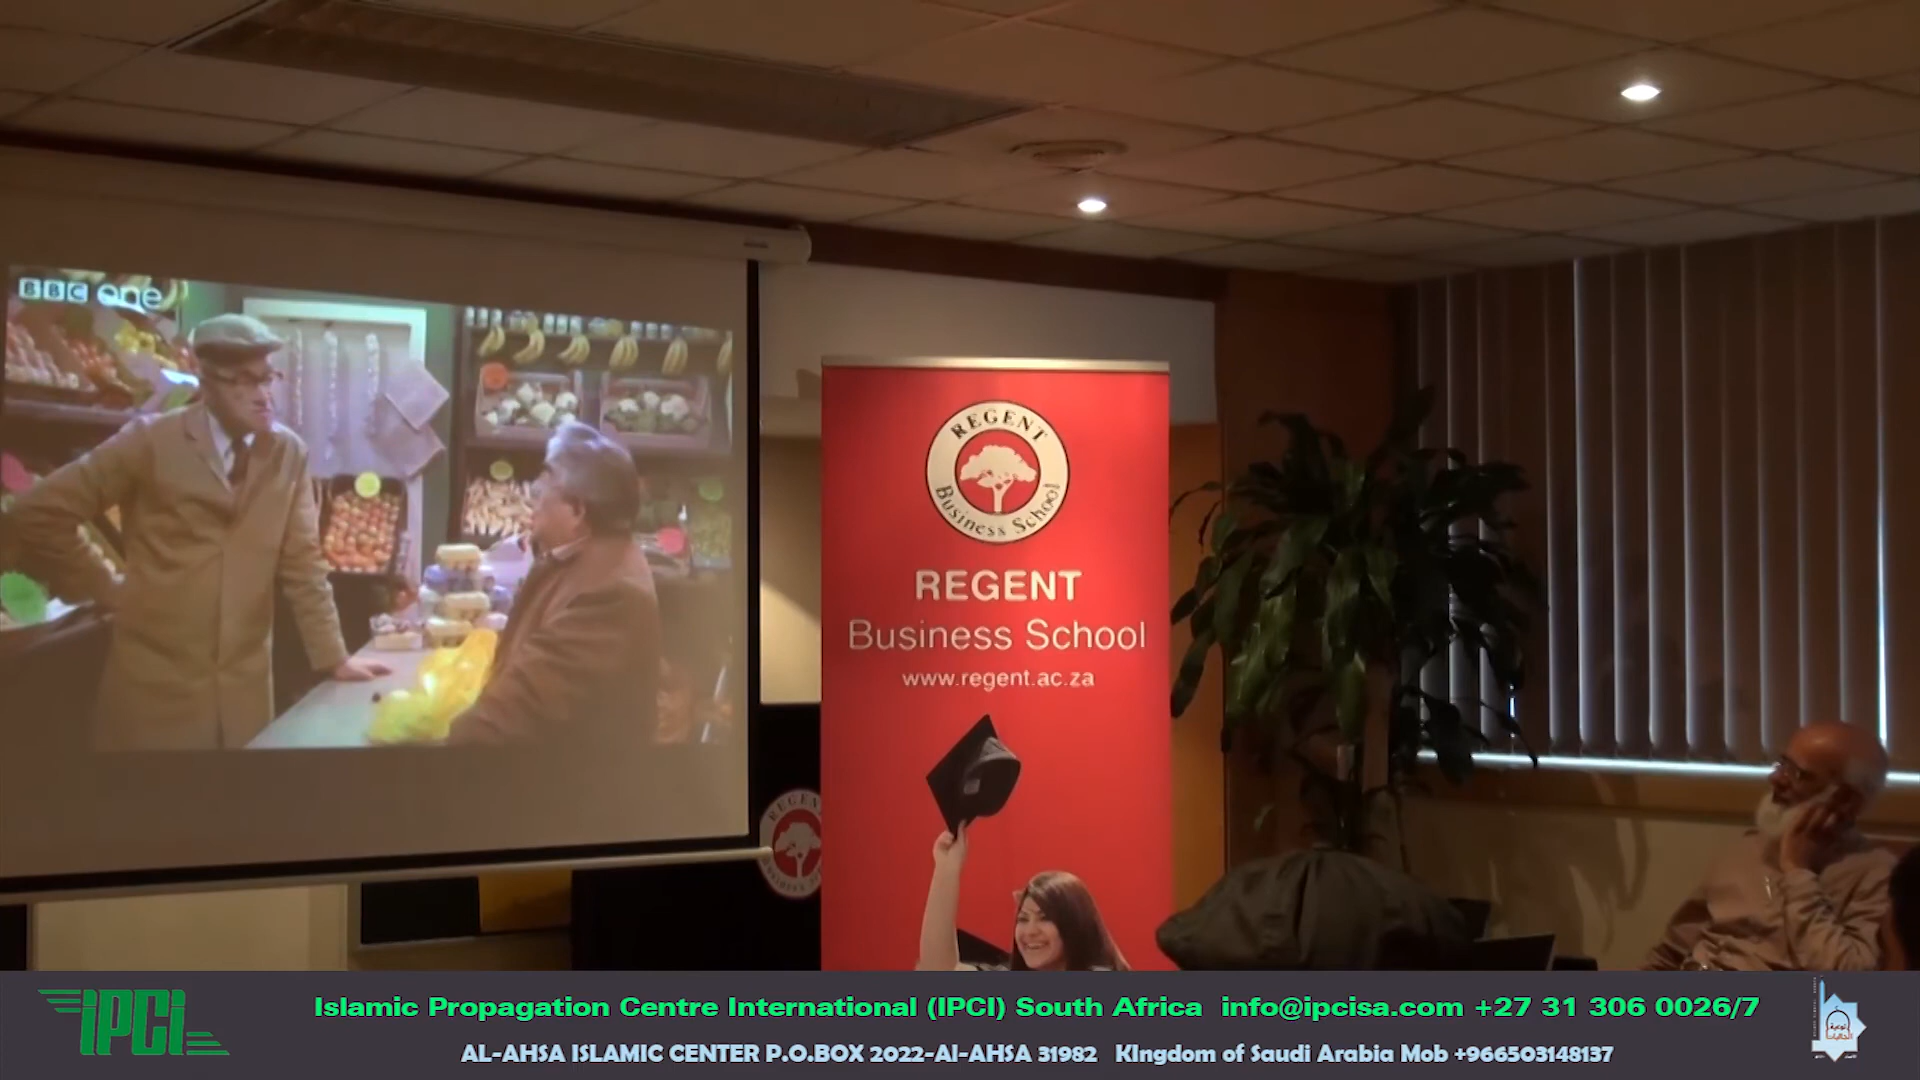 BBC one
REGENT
Business School
REGENT
Business School
www.regent.ac.za
REGENT
IPCI
Islamic Propagation Centre International (IPCI) South Africa info@ipcisa.com +27 31 306 0026/7
AL-AHSA ISLAMIC CENTER P.O.BOX 2022-Al-AHSA 31982 KIngdom of Saudi Arabia Mob +966503148137